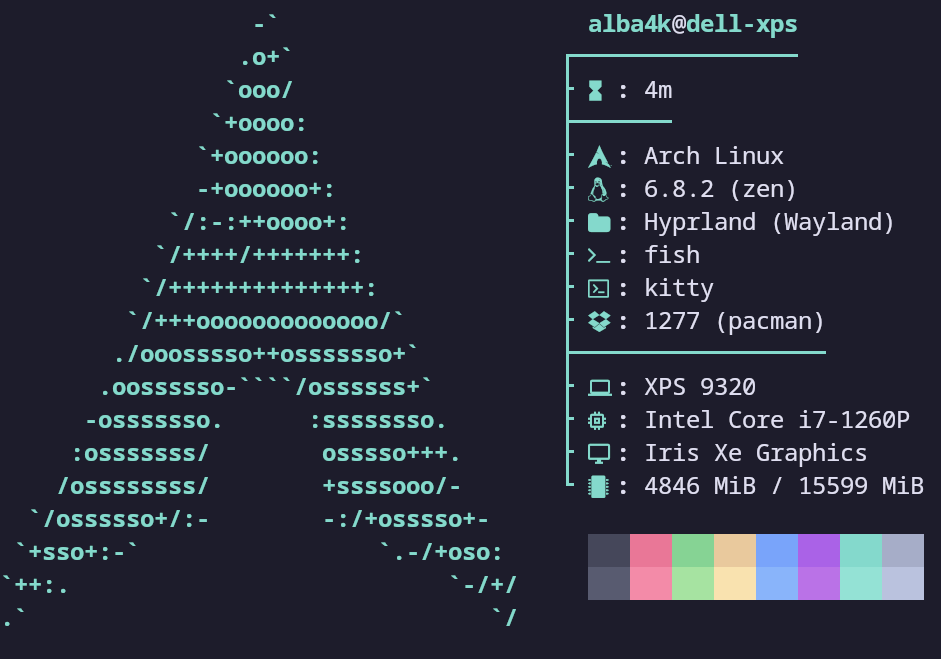 alba4k@dell-xps
: 4m
: Arch Linux
: 6.8.2 (zen)
: Hyprland (Wayland)
: fish
: kitty
: 1277 (pacman)
: XPS 9320
: Intel Core i7-1260P
: Iris Xe Graphics
: 4846 MiB / 15599 MiB
-`
.o+`
`ooo/
`+oooo:
`+oooooo:
-+oooooo+:
`/:-:++oooo+:
`/++++/+++++++:
`/++++++++++++++:
`/+++ooooooooooooo/`
./ooosssso++osssssso+`
.oossssso-````/ossssss+`
-osssssso.      :ssssssso.
:osssssss/        osssso+++.
/ossssssss/        +ssssooo/-
`/ossssso+/:-        -:/+osssso+-
`+sso+:-`                 `.-/+oso:
`++:.                           `-/+/
.`                                 `/